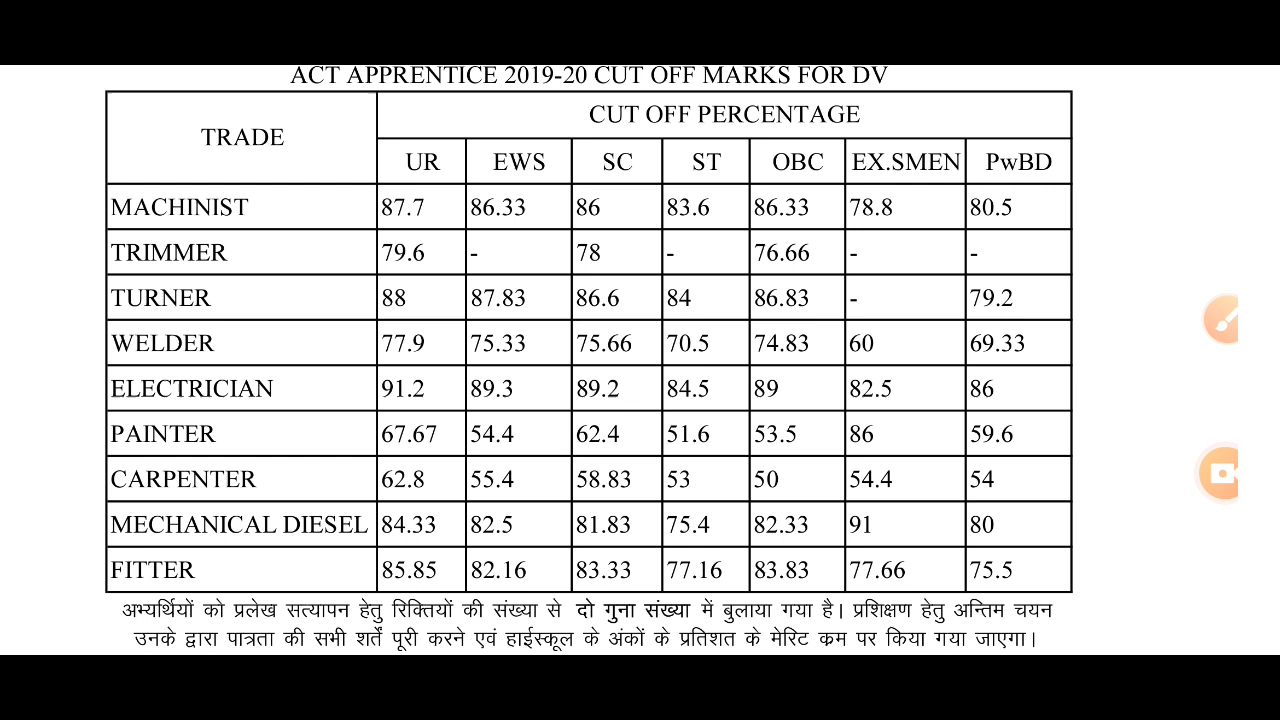 ACT APPRENTICE 2019-20 CUT OFF MARKS FOR DV
TRADE
CUT OFF PERCENTAGE
UR EWS SC ST OBC EX.SMEN PwBD
MACHINIST 87.7 86.33 86 83.6 86.33 78.8 80.5
TRIMMER 79.6 - 78 - 76.66 - -
TURNER 88 87.83 86.6 84 86.83 - 79.2
WELDER 77.9 75.33 75.66 70.5 74.83 60 69.33
ELECTRICIAN 91.2 89.3 89.2 84.5 89 82.5 86
PAINTER 67.67 54.4 62.4 51.6 53.5 86 59.6
CARPENTER 62.8 55.4 58.83 53 50 54.4 54
MECHANICAL DIESEL 84.33 82.5 81.83 75.4 82.33 91 80
FITTER 85.85 82.16 83.33 77.16 83.83 77.66 75.5
अभ्यर्थियों को प्रलेख सत्यापन हेतु रिक्तियों की संख्या से दो गुना संख्या में बुलाया गया है। प्रशिक्षण हेतु अन्तिम चयन
उनके द्वारा पात्रता की सभी शर्तें पूरी करने एवं हाईस्कूल के अंकों के प्रतिशत के मेरिट क्रम पर किया गया जाएगा।